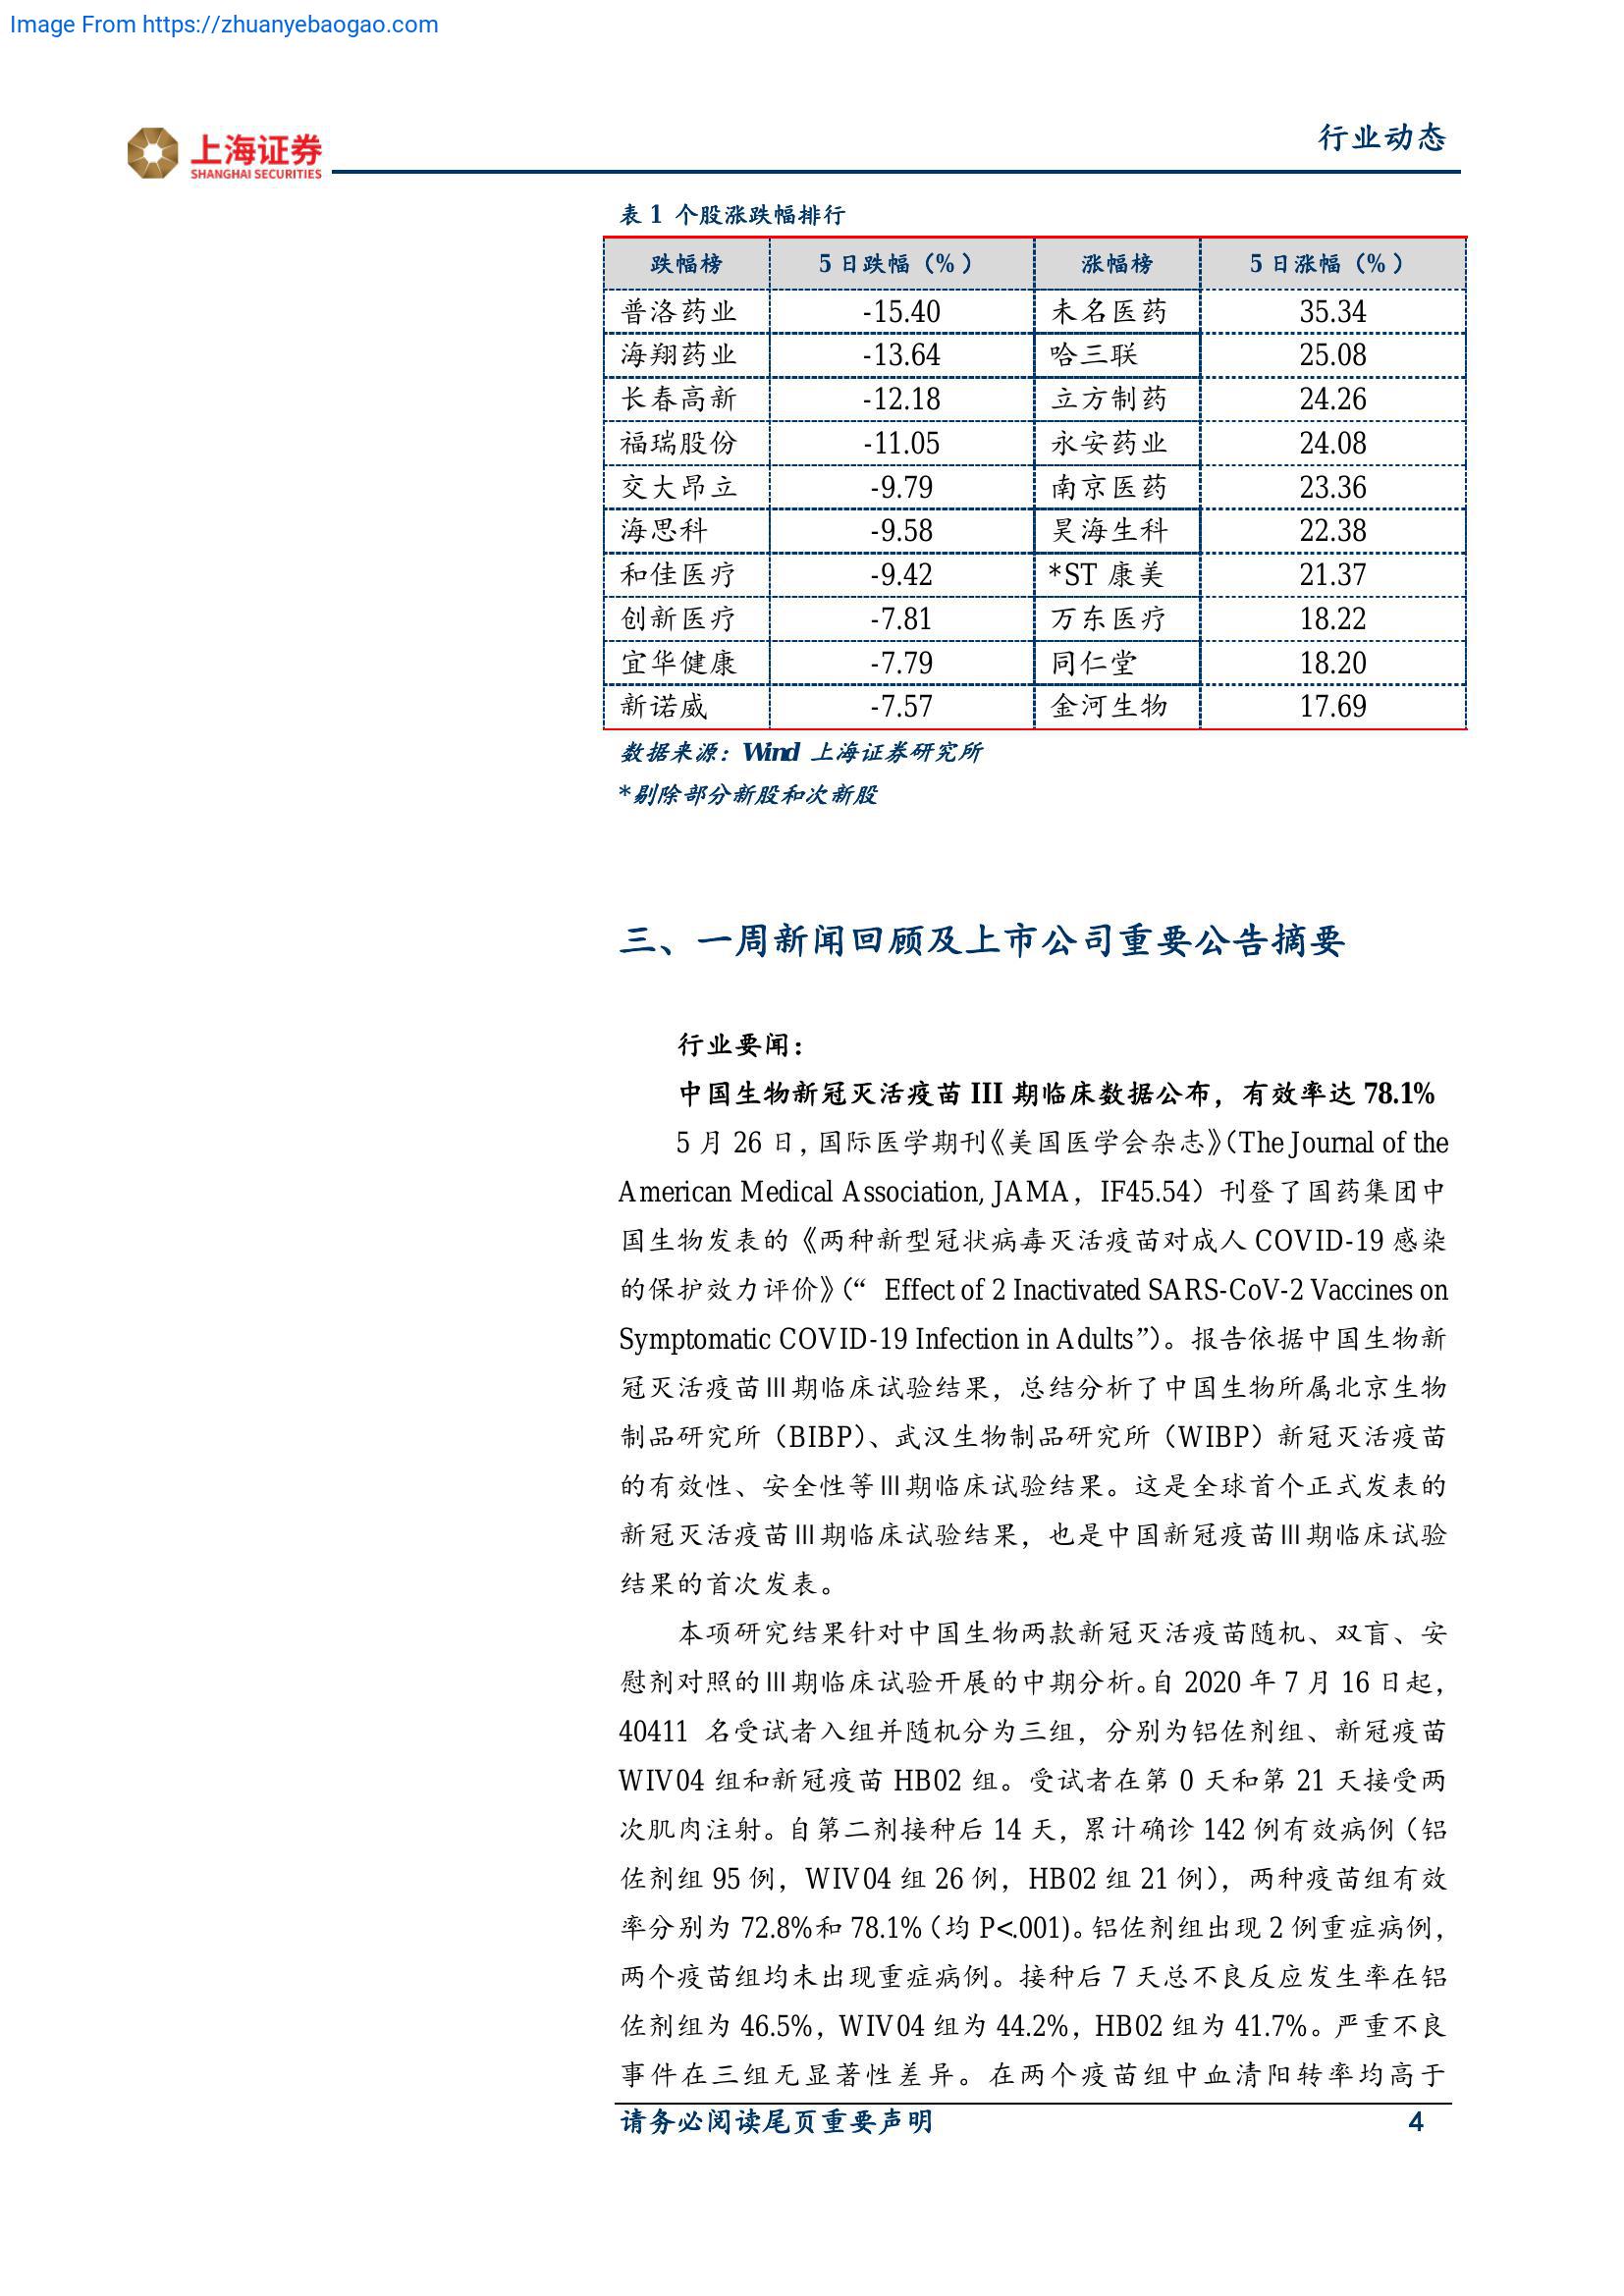 Image From https://zhuanyebaogao.com
上海证券
SHANGHAI SECURITIES
行业动态
表 1 个股涨跌幅排行
跌幅榜 5 日跌幅（%） 涨幅榜 5 日涨幅（%）
普洛药业 -15.40 未名医药 35.34
海翔药业 -13.64 哈三联 25.08
长春高新 -12.18 立方制药 24.26
福瑞股份 -11.05 永安药业 24.08
交大昂立 -9.79 南京医药 23.36
海思科 -9.58 昊海生科 22.38
和佳医疗 -9.42 *ST 康美 21.37
创新医疗 -7.81 万东医疗 18.22
宜华健康 -7.79 同仁堂 18.20
新诺威 -7.57 金河生物 17.69
数据来源：Wind 上海证券研究所
*剔除部分新股和次新股
三、一周新闻回顾及上市公司重要公告摘要
行业要闻：
中国生物新冠灭活疫苗 III 期临床数据公布，有效率达 78.1%
5 月 26 日，国际医学期刊《美国医学会杂志》（The Journal of the
American Medical Association, JAMA，IF45.54）刊登了国药集团中
国生物发表的《两种新型冠状病毒灭活疫苗对成人 COVID-19 感染
的保护效力评价》（“ Effect of 2 Inactivated SARS-CoV-2 Vaccines on
Symptomatic COVID-19 Infection in Adults”）。报告依据中国生物新
冠灭活疫苗Ⅲ期临床试验结果，总结分析了中国生物所属北京生物
制品研究所（BIBP）、武汉生物制品研究所（WIBP）新冠灭活疫苗
的有效性、安全性等Ⅲ期临床试验结果。这是全球首个正式发表的
新冠灭活疫苗Ⅲ期临床试验结果，也是中国新冠疫苗Ⅲ期临床试验
结果的首次发表。
本项研究结果针对中国生物两款新冠灭活疫苗随机、双盲、安
慰剂对照的Ⅲ期临床试验开展的中期分析。自 2020 年 7 月 16 日起，
40411 名受试者入组并随机分为三组，分别为铝佐剂组、新冠疫苗
WIV04 组和新冠疫苗 HB02 组。受试者在第 0 天和第 21 天接受两
次肌肉注射。自第二剂接种后 14 天，累计确诊 142 例有效病例（铝
佐剂组 95 例，WIV04 组 26 例，HB02 组 21 例），两种疫苗组有效
率分别为 72.8%和 78.1%（均 P<.001)。铝佐剂组出现 2 例重症病例，
两个疫苗组均未出现重症病例。接种后 7 天总不良反应发生率在铝
佐剂组为 46.5%，WIV04 组为 44.2%，HB02 组为 41.7%。严重不良
事件在三组无显著性差异。在两个疫苗组中血清阳转率均高于
请务必阅读尾页重要声明 4